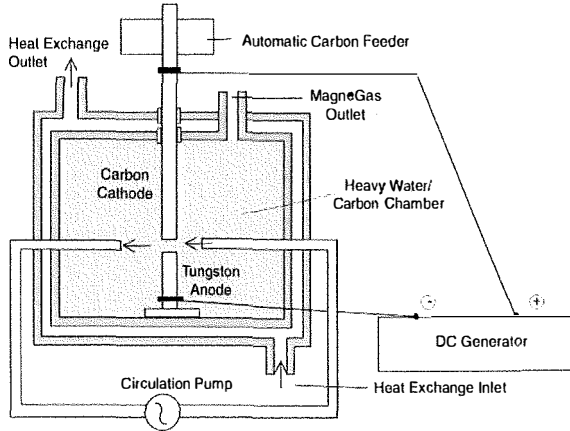 Heat Exchange
Outlet
Automatic Carbon Feeder
MagneGas
Outlet
Carbon
Cathode
Heavy Water/
Carbon Chamber
Tungston
Anode
-
+
DC Generator
Circulation Pump
Heat Exchange Inlet